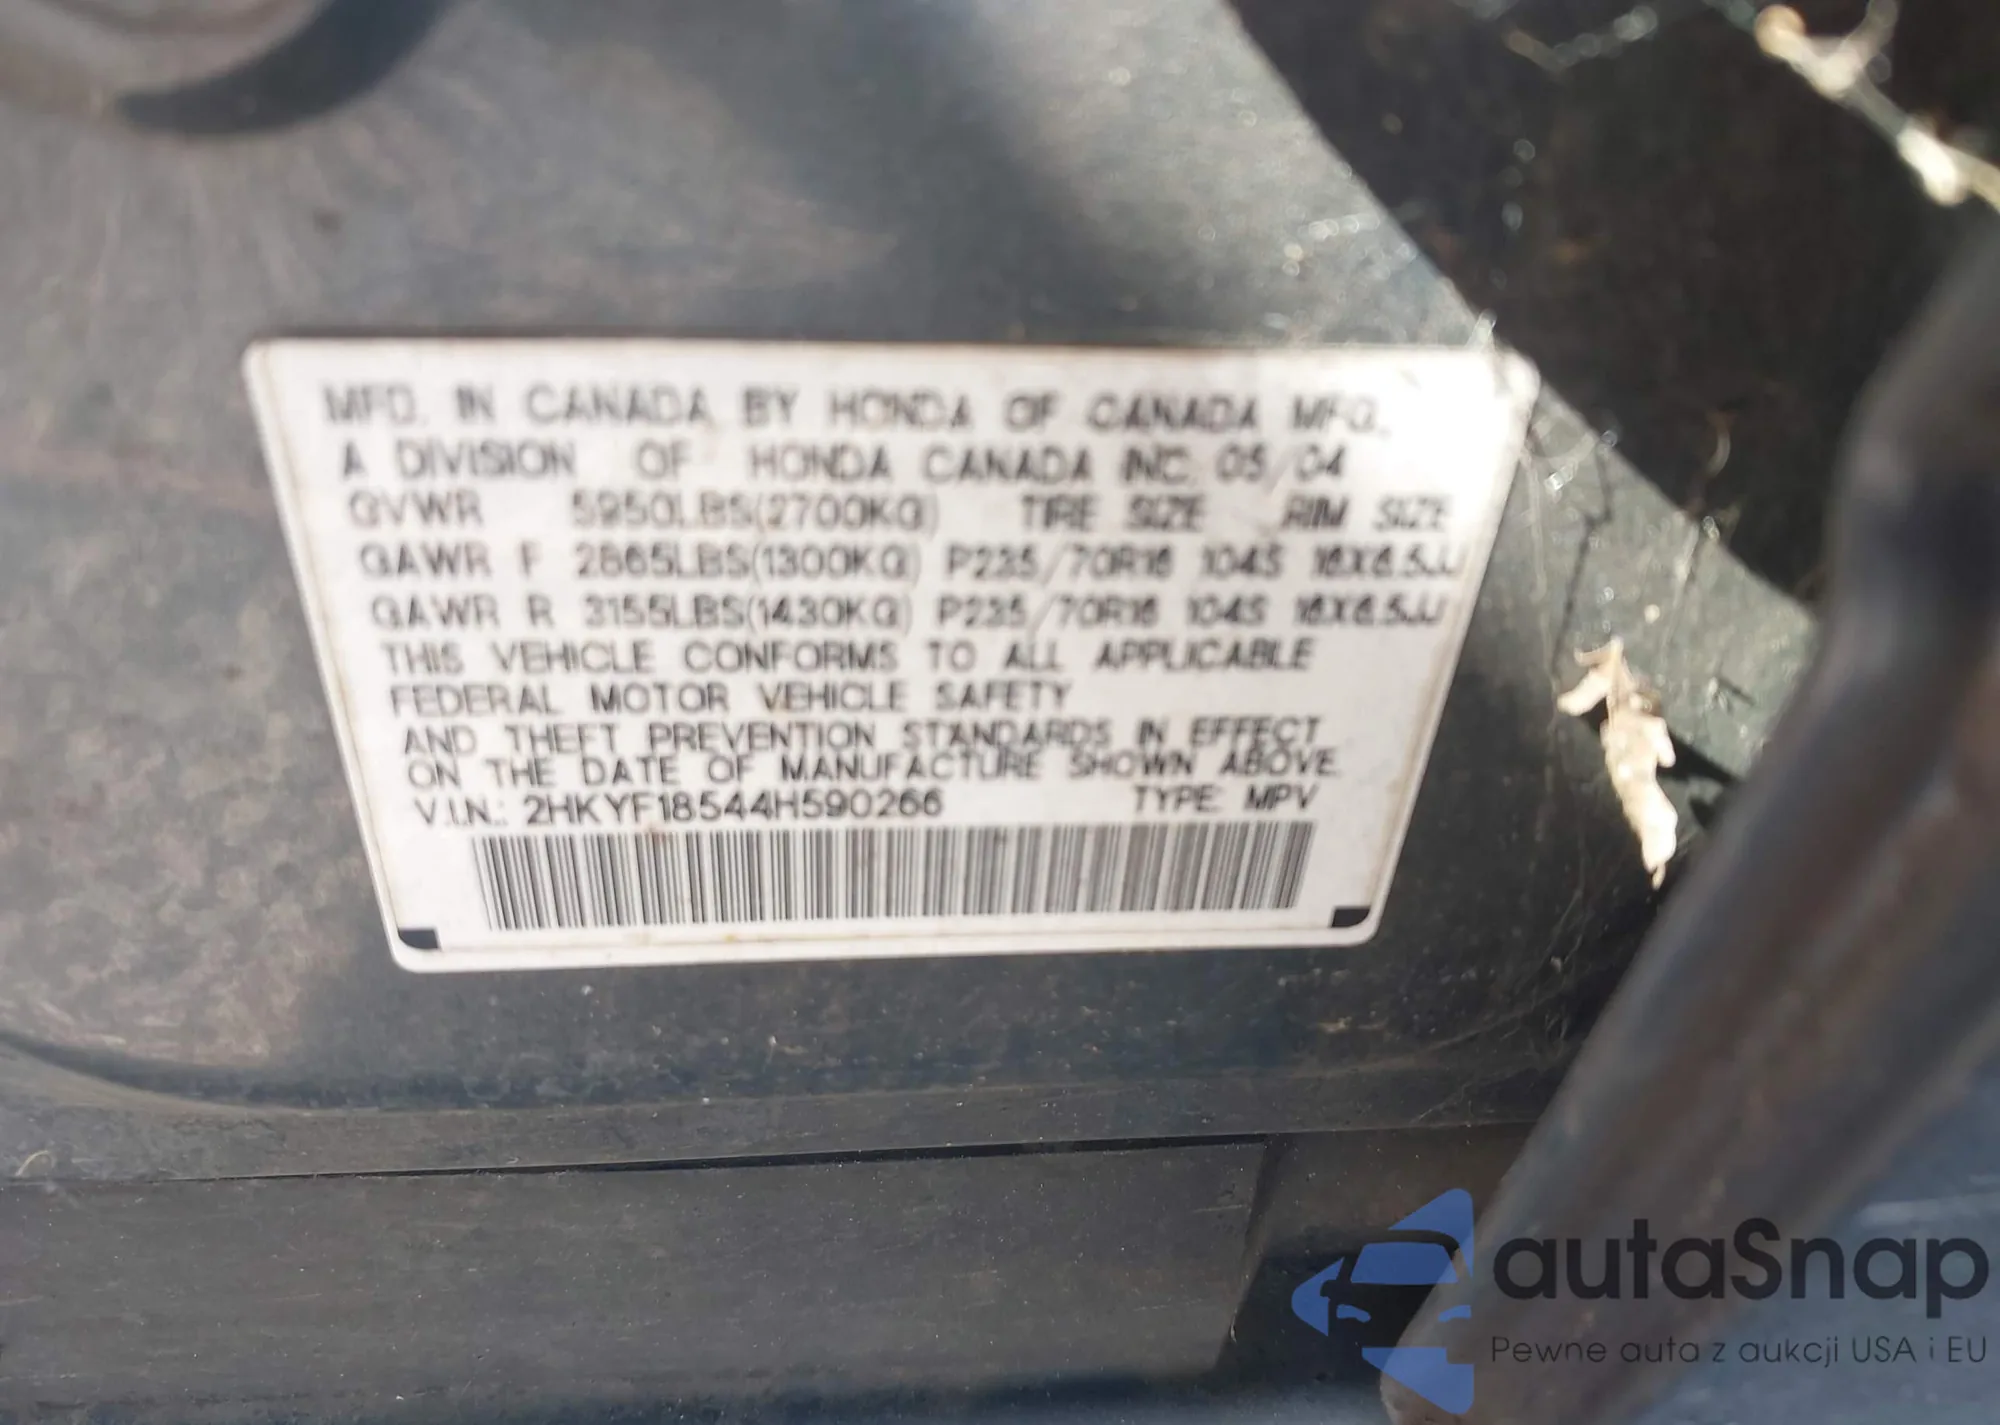 MFD. IN CANADA BY HONDA OF CANADA MFG.,
A DIVISION OF HONDA CANADA INC. 05/04
GVWR 5950LBS(2700KG) TIRE SIZE RIM SIZE
GAWR F 2865LBS(1300KG) P235/70R16 104S 16X6.5JJ
GAWR R 3155LBS(1430KG) P235/70R16 104S 16X6.5JJ
THIS VEHICLE CONFORMS TO ALL APPLICABLE
FEDERAL MOTOR VEHICLE SAFETY
AND THEFT PREVENTION STANDARDS IN EFFECT
ON THE DATE OF MANUFACTURE SHOWN ABOVE.
V.I.N.: 2HKYF18544H590266 TYPE: MPV
autaSnap
Pewne auta z aukcji USA i EU